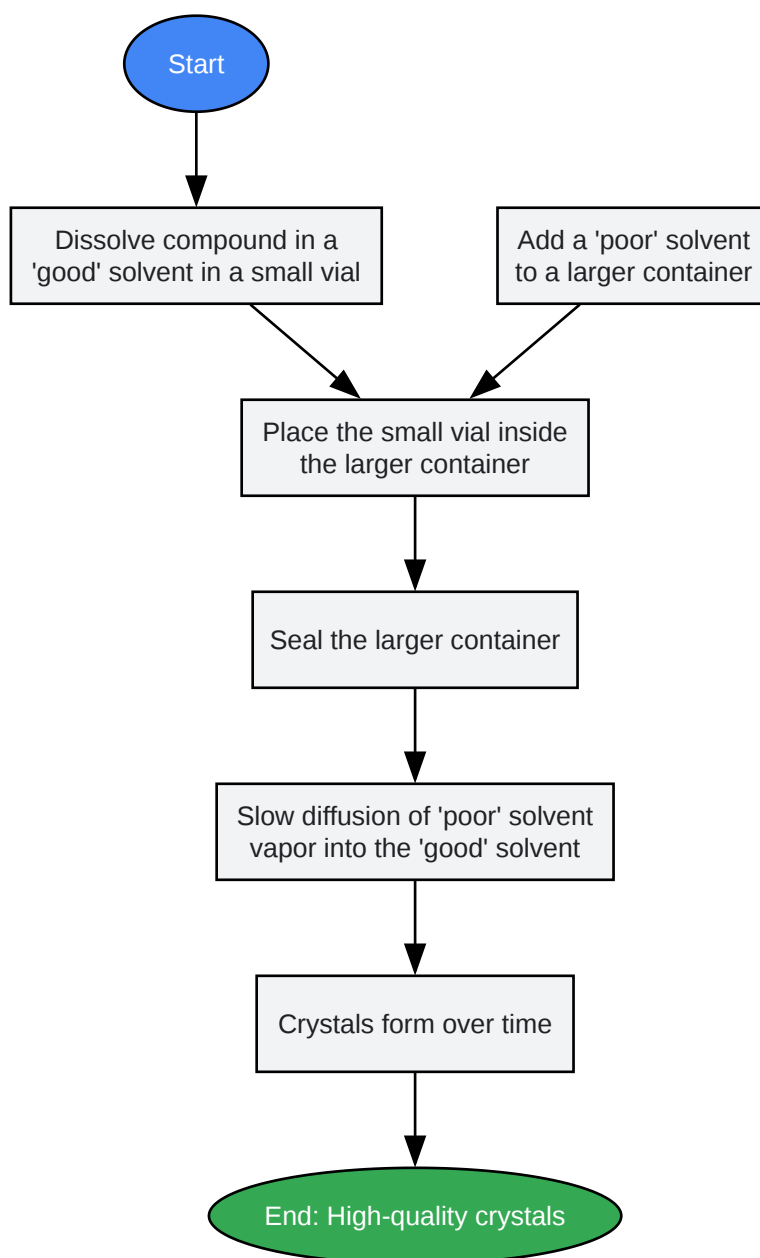 Start
Dissolve compound in a
'good' solvent in a small vial
Add a 'poor' solvent
to a larger container
Place the small vial inside
the larger container
Seal the larger container
Slow diffusion of 'poor' solvent
vapor into the 'good' solvent
Crystals form over time
End: High-quality crystals